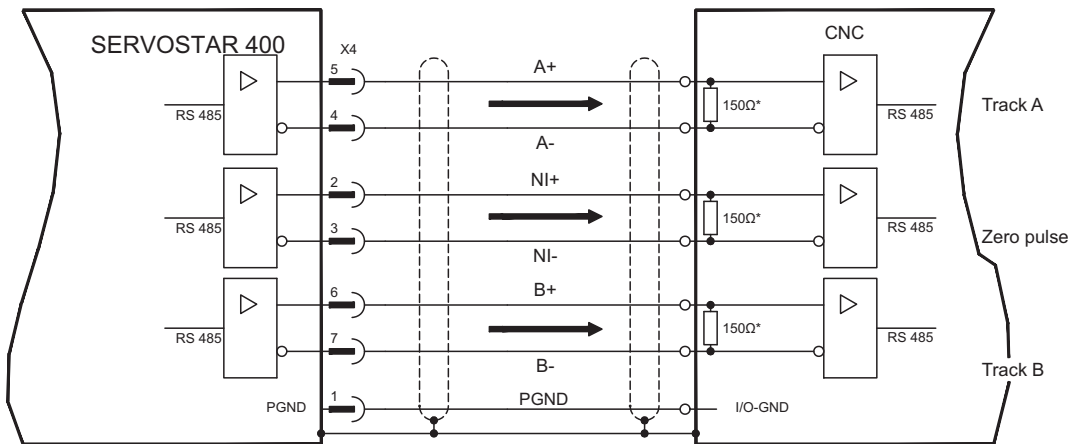 SERVOSTAR 400
X4
CNC
5
A+
RS 485
150Ω*
RS 485
Track A
4
A-
2
NI+
RS 485
150Ω*
RS 485
3
NI-
Zero pulse
6
B+
RS 485
150Ω*
RS 485
7
B-
Track B
PGND
1
PGND
I/O-GND